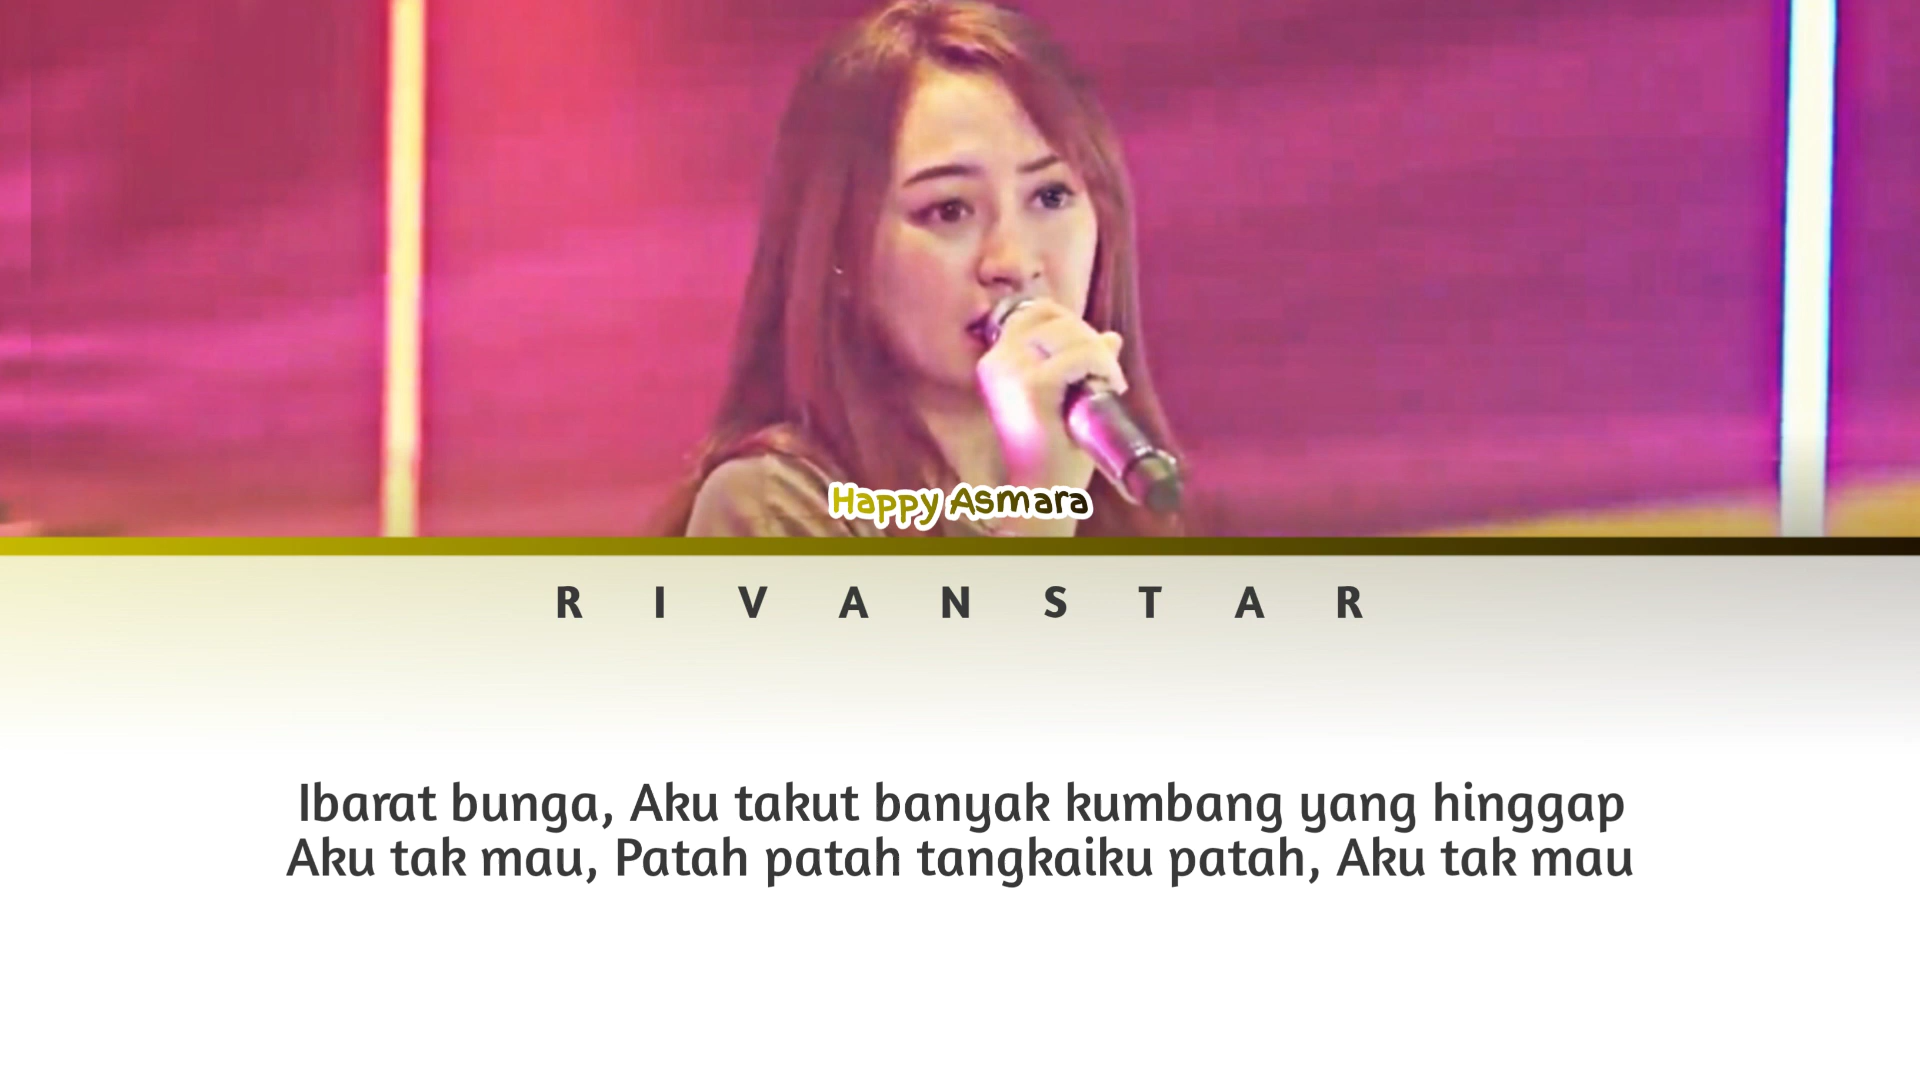 Happy Asmara
RIVANSTAR
Ibarat bunga, Aku takut banyak kumbang yang hinggap
Aku tak mau, Patah patah tangkaiku patah, Aku tak mau